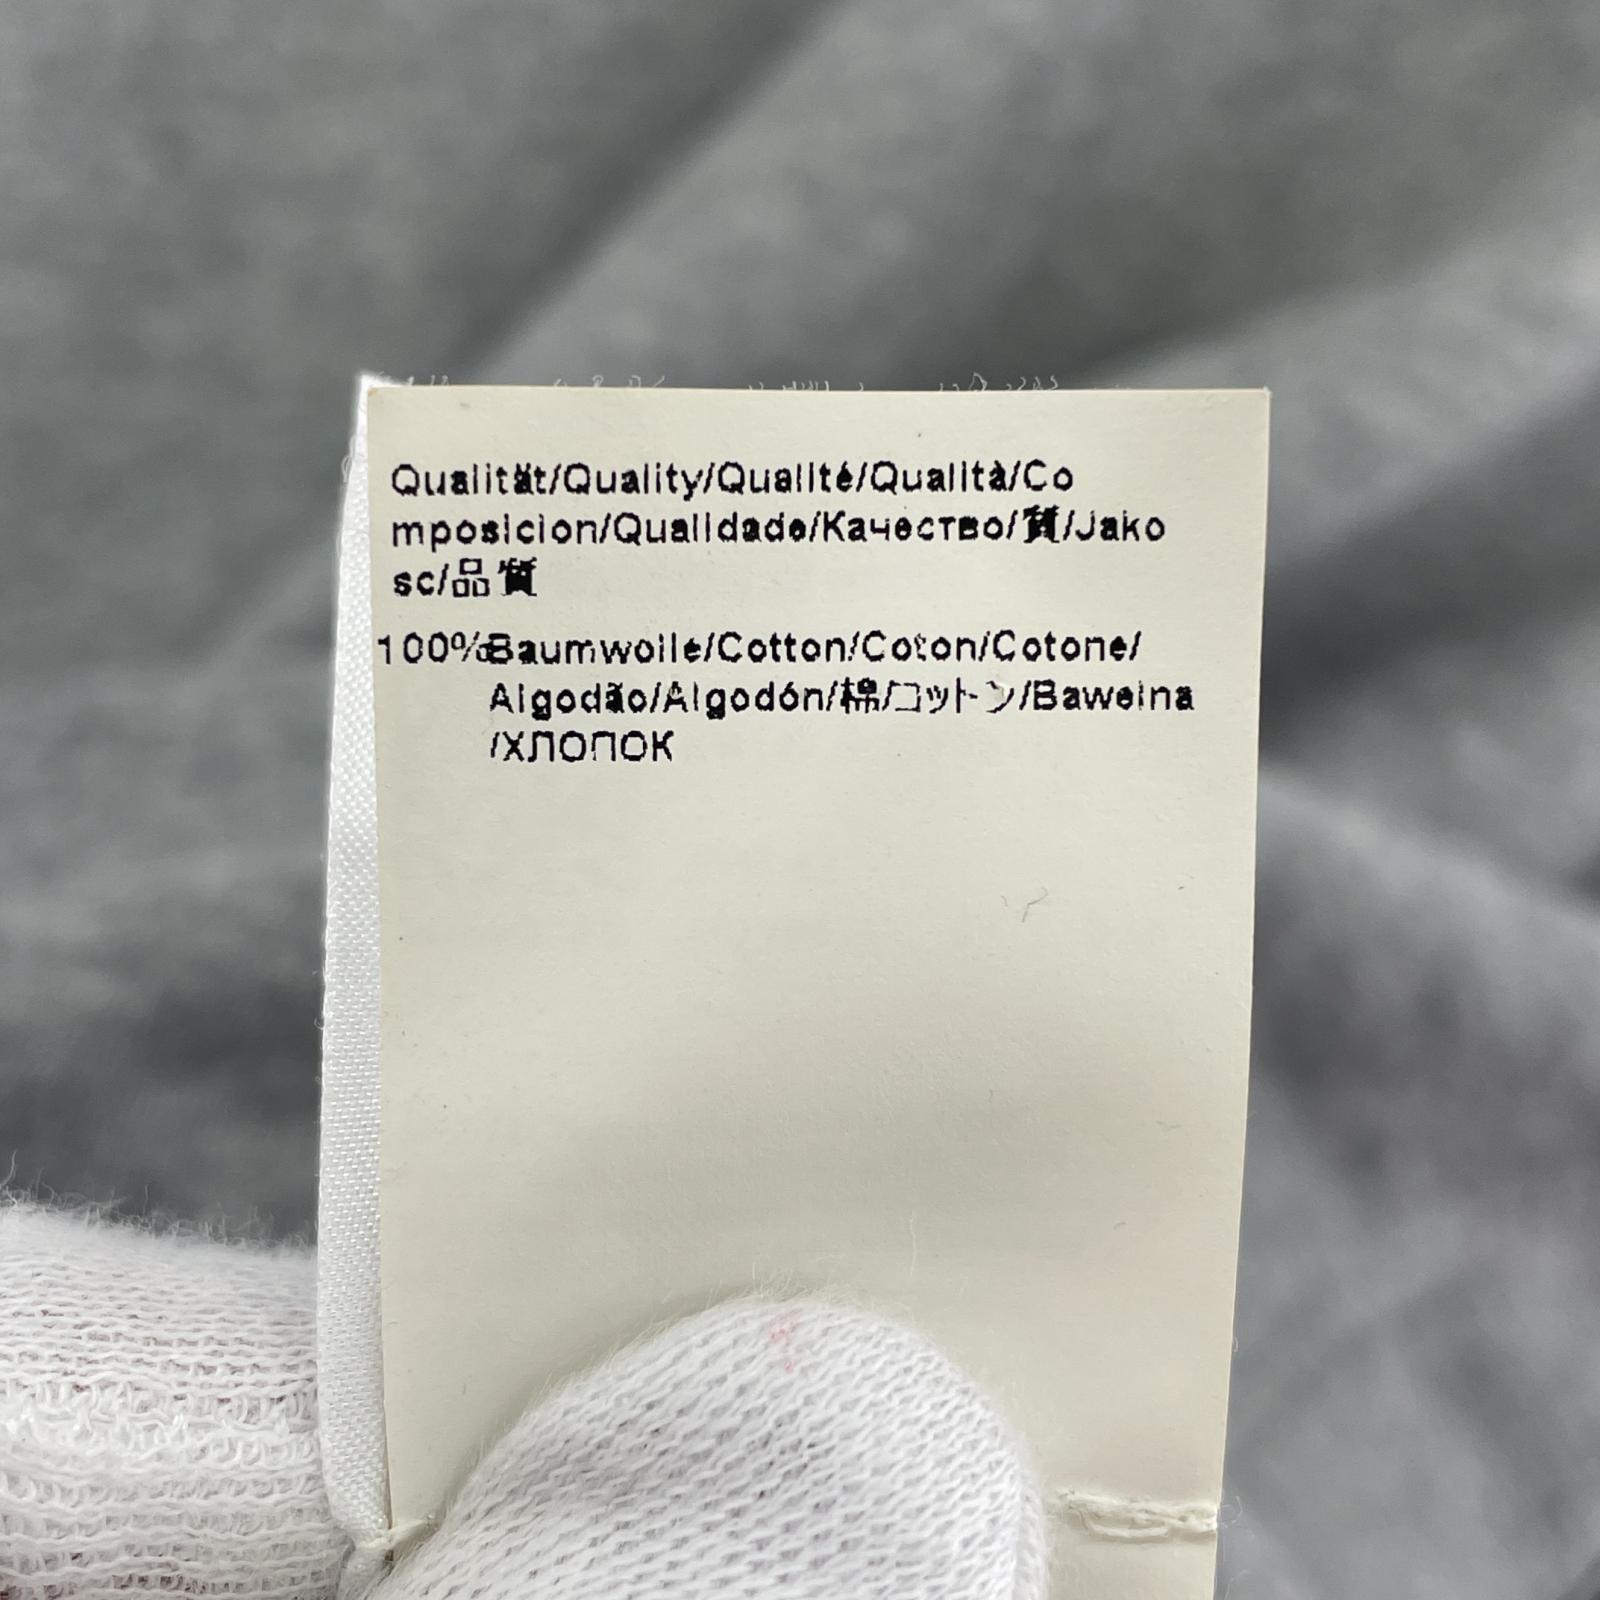 Qualität/Quality/Qualité/Qualità/Co
mposicion/Qualidade/Качество/質/Jako
sc/品質
100%Baumwolle/Cotton/Coton/Cotone/
Algodão/Algodón/棉/コットン/Bawelna
/ХЛОПОК